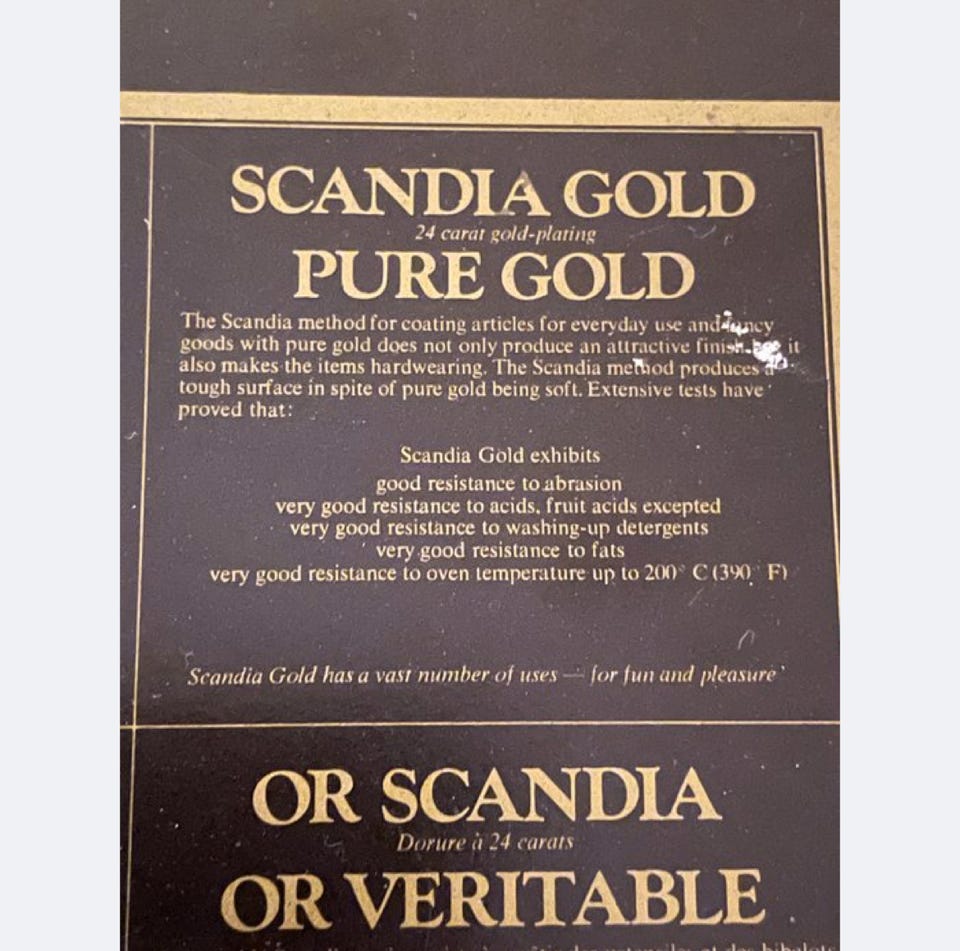 SCANDIA GOLD
24 carat gold-plating
PURE GOLD
The Scandia method for coating articles for everyday use and fancy
goods with pure gold does not only produce an attractive finish it
also makes the items hardwearing. The Scandia method produces a
tough surface in spite of pure gold being soft. Extensive tests have
proved that:
Scandia Gold exhibits
good resistance to abrasion
very good resistance to acids, fruit acids excepted
very good resistance to washing-up detergents
very good resistance to fats
very good resistance to oven temperature up to 200° C (390° F)
Scandia Gold has a vast number of uses — for fun and pleasure
OR SCANDIA
Dorure à 24 carats
OR VERITABLE
et des bibelots